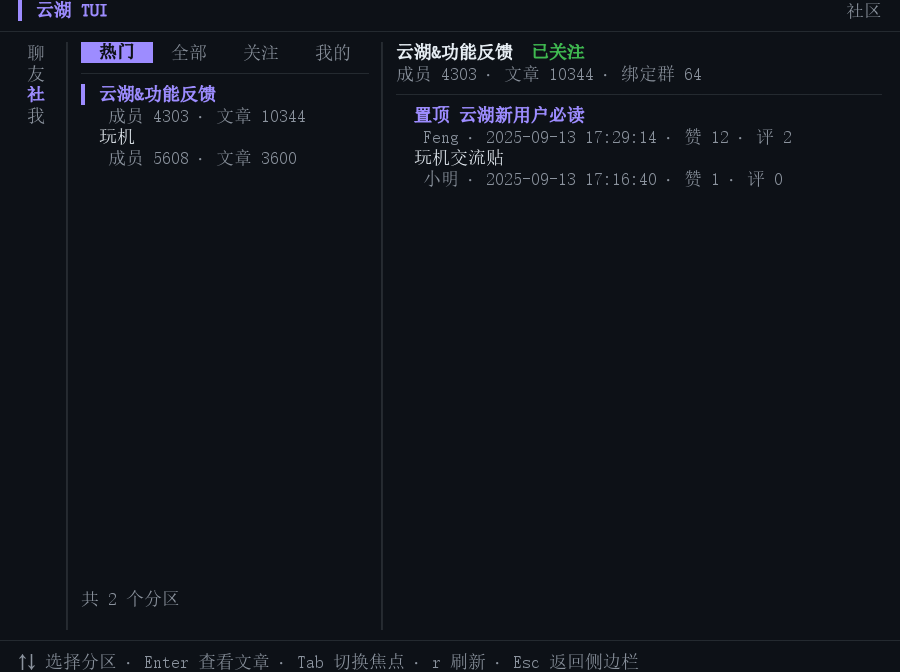 云湖 TUI
社区
聊
友
社
我
热门 全部 关注 我的
云湖&功能反馈
成员 4303 · 文章 10344
玩机
成员 5608 · 文章 3600
共 2 个分区
云湖&功能反馈 已关注
成员 4303 · 文章 10344 · 绑定群 64
置顶 云湖新用户必读
Feng · 2025-09-13 17:29:14 · 赞 12 · 评 2
玩机交流贴
小明 · 2025-09-13 17:16:40 · 赞 1 · 评 0
↑↓ 选择分区 · Enter 查看文章 · Tab 切换焦点 · r 刷新 · Esc 返回侧边栏